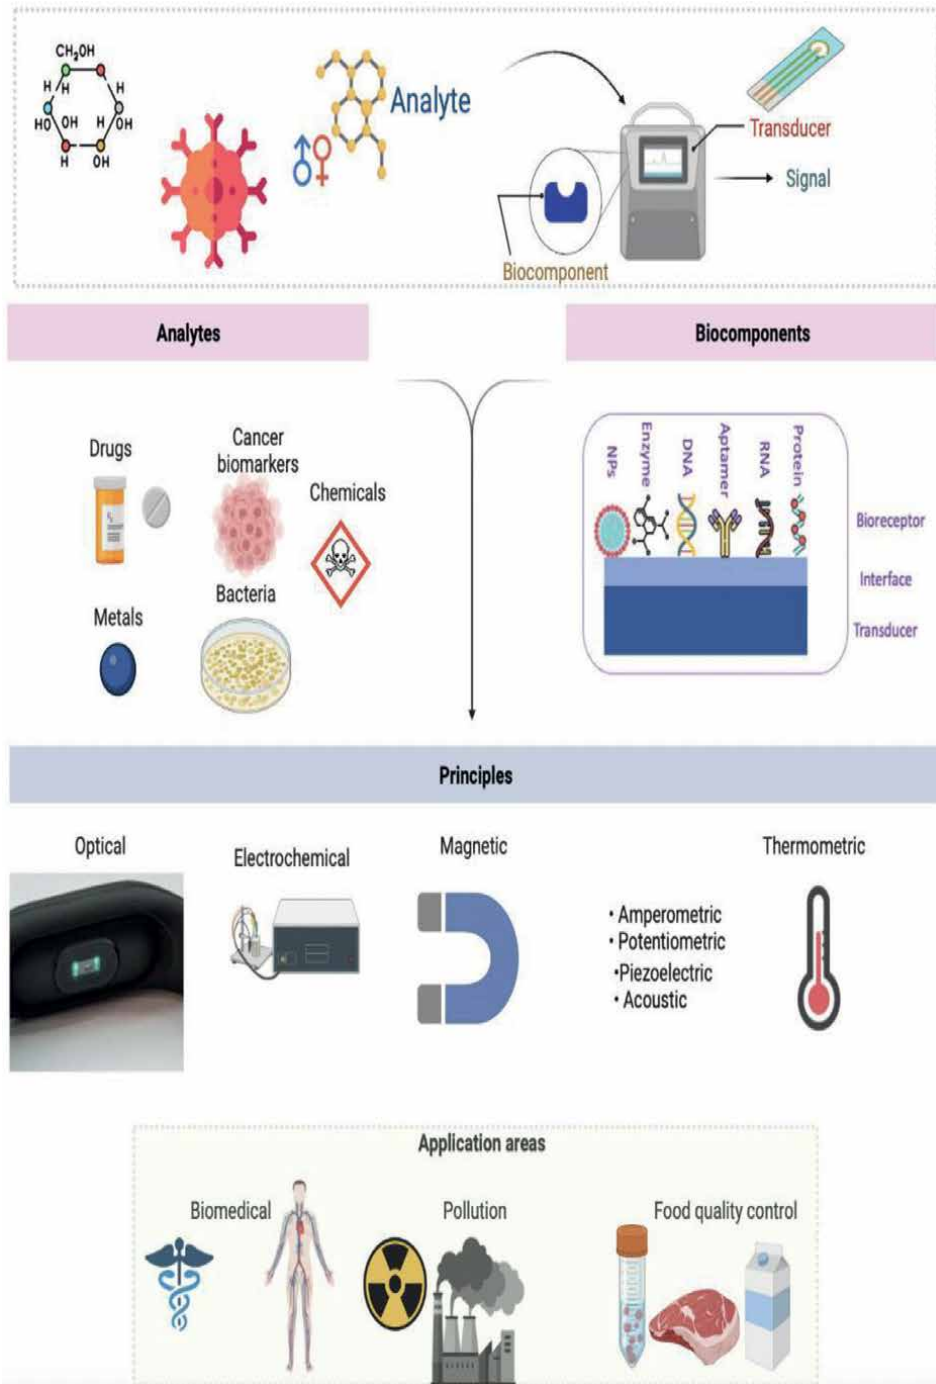 CH2OH
H
H
H
HO
OH
H
OH
H
OH
Analyte
Transducer
Signal
Biocomponent
Analytes
Biocomponents
Drugs
Cancer
biomarkers
Chemicals
Metals
Bacteria
NPs
Enzyme
DNA
Aptamer
RNA
Protein
Bioreceptor
Interface
Transducer
Principles
Optical
Electrochemical
Magnetic
Thermometric
• Amperometric
• Potentiometric
•Piezoelectric
• Acoustic
Application areas
Biomedical
Pollution
Food quality control